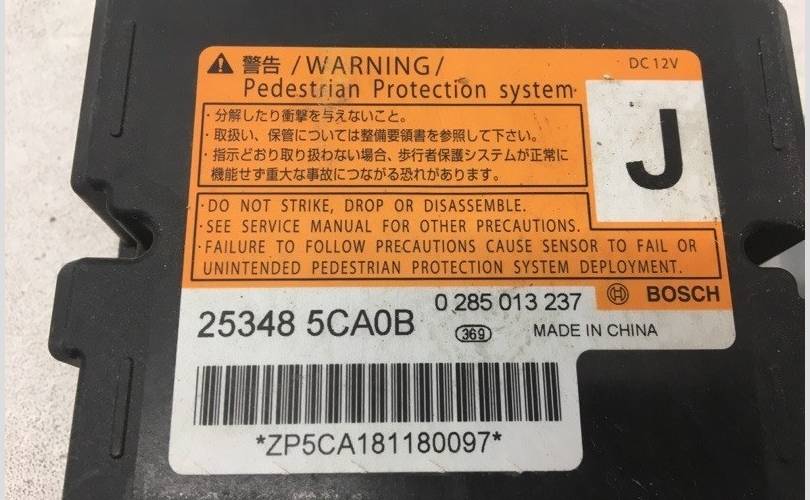 警告 /WARNING/
DC 12V
Pedestrian Protection system
J
・分解したり衝撃を与えないこと。
・取扱い、保管については整備要領書を参照して下さい。
・指示どおり取り扱わない場合、歩行者保護システムが正常に
機能せず重大な事故につながる恐れがあります。
・DO NOT STRIKE, DROP OR DISASSEMBLE.
・SEE SERVICE MANUAL FOR OTHER PRECAUTIONS.
・FAILURE TO FOLLOW PRECAUTIONS CAUSE SENSOR TO FAIL OR
UNINTENDED PEDESTRIAN PROTECTION SYSTEM DEPLOYMENT.
BOSCH
0 285 013 237
25348 5CA0B
369
MADE IN CHINA
*ZP5CA181180097*